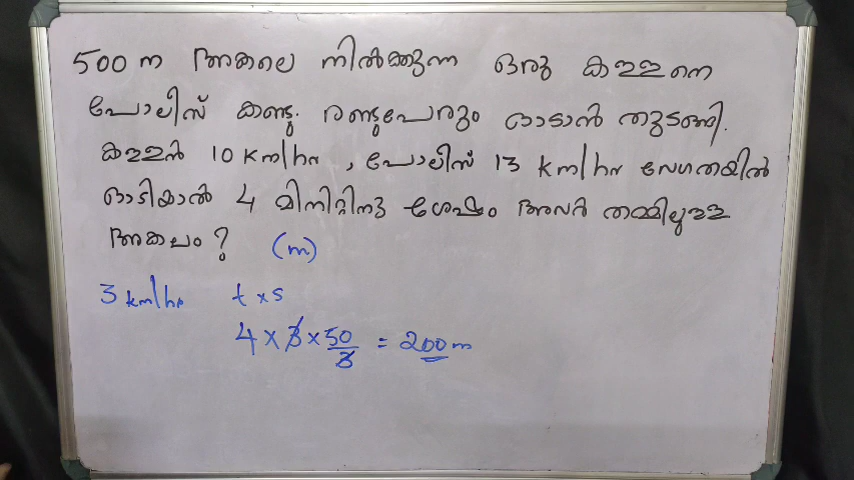 500 m അകലെ നിൽക്കുന്ന ഒരു കള്ളനെ
പോലീസ് കണ്ടു. രണ്ടുപേരും ഓടാൻ തുടങ്ങി.
കള്ളൻ 10 km/hr , പോലീസ് 13 km/hr വേഗതയിൽ
ഓടിയാൽ 4 മിനിറ്റിനു ശേഷം അവർ തമ്മിലുള്ള
അകലം ? (m)
3 km/hr t x s
4 x 3 x 50/3 = 200 m